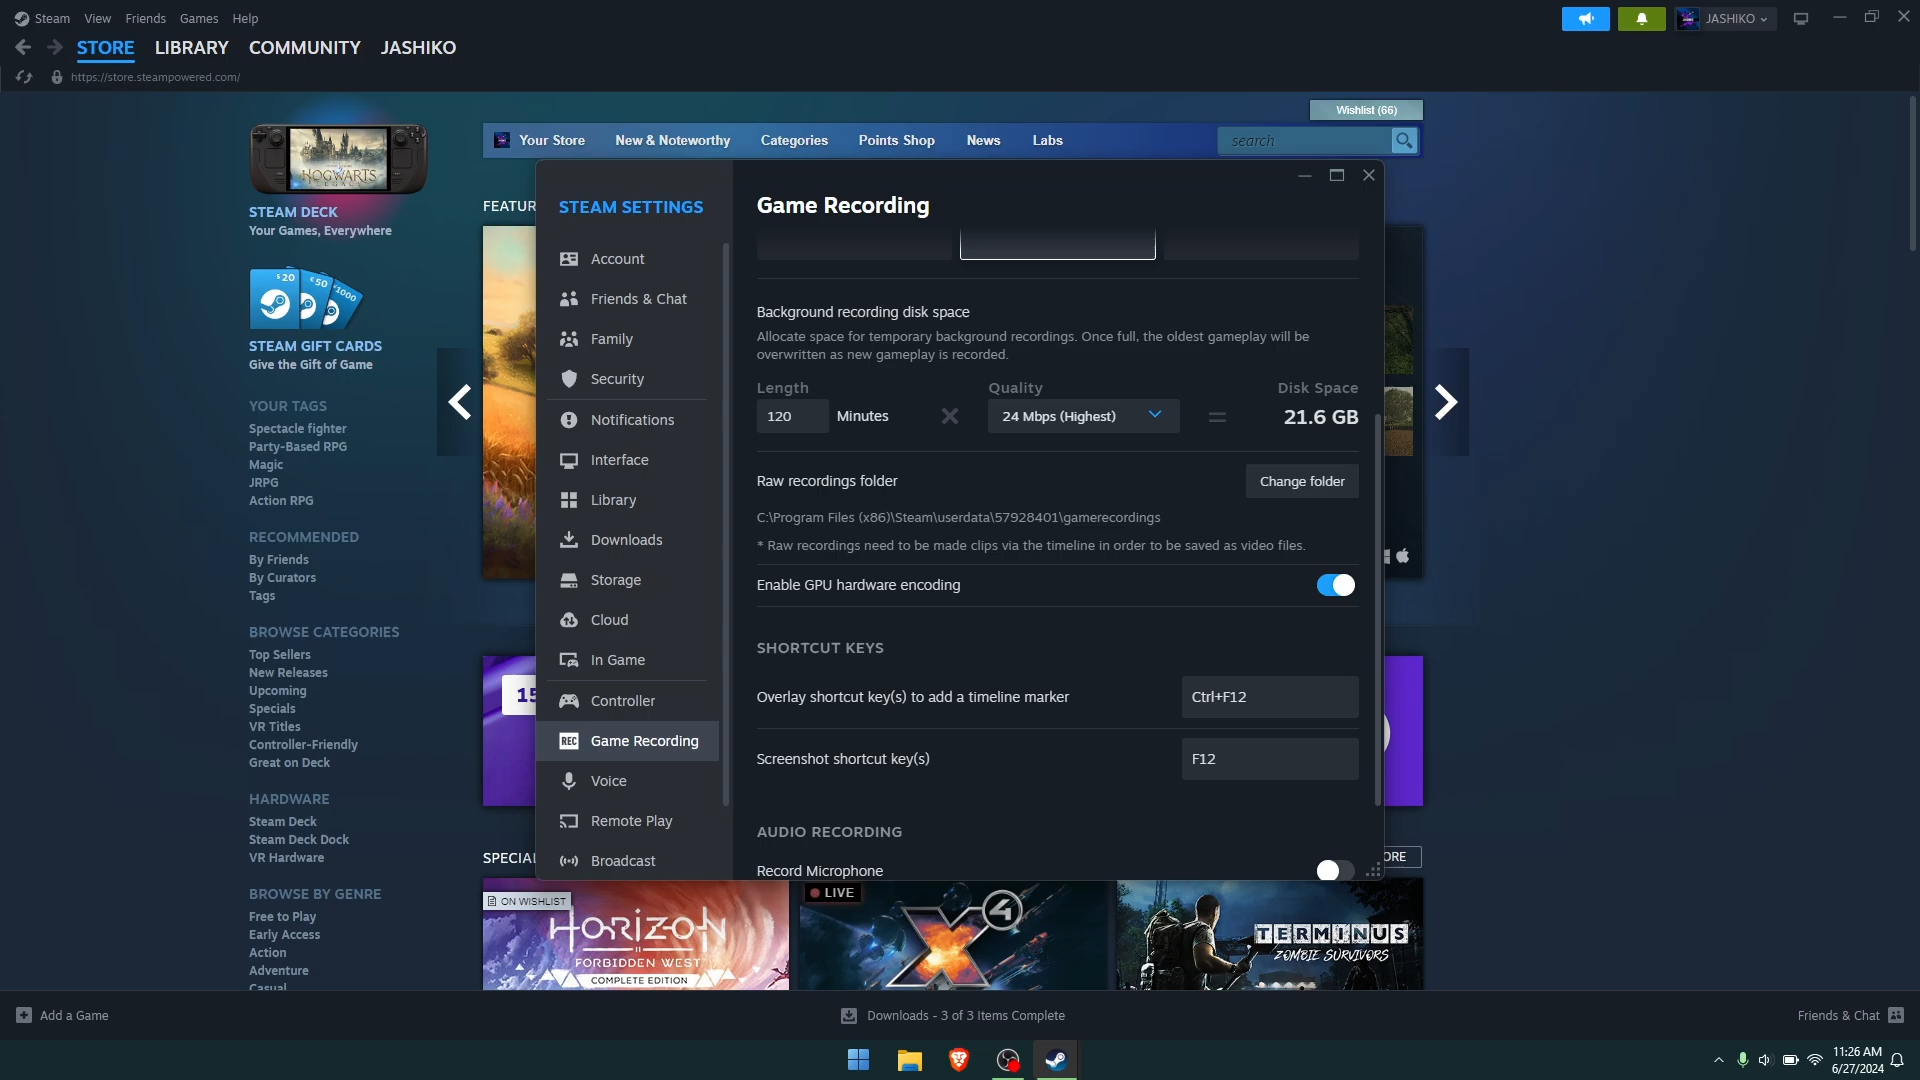 Steam View Friends Games Help
JASHIKO
STORE LIBRARY COMMUNITY JASHIKO
https://store.steampowered.com/
Wishlist (66)
Your Store New & Noteworthy Categories Points Shop News Labs
search
HOGWARTS
LEGACY
STEAM DECK
Your Games, Everywhere
$20
€50
¥1000
STEAM GIFT CARDS
Give the Gift of Game
YOUR TAGS
Spectacle fighter
Party-Based RPG
Magic
JRPG
Action RPG
RECOMMENDED
By Friends
By Curators
Tags
BROWSE CATEGORIES
Top Sellers
New Releases
Upcoming
Specials
VR Titles
Controller-Friendly
Great on Deck
HARDWARE
Steam Deck
Steam Deck Dock
VR Hardware
BROWSE BY GENRE
Free to Play
Early Access
Action
Adventure
Casual
FEATUR
15
SPECIA
ORE
STEAM SETTINGS
Account
Friends & Chat
Family
Security
Notifications
Interface
Library
Downloads
Storage
Cloud
In Game
Controller
REC Game Recording
Voice
Remote Play
Broadcast
Game Recording
Background recording disk space
Allocate space for temporary background recordings. Once full, the oldest gameplay will be
overwritten as new gameplay is recorded.
Length Quality Disk Space
120 Minutes 24 Mbps (Highest) = 21.6 GB
Raw recordings folder Change folder
C:\Program Files (x86)\Steam\userdata\57928401\gamerecordings
* Raw recordings need to be made clips via the timeline in order to be saved as video files.
Enable GPU hardware encoding
SHORTCUT KEYS
Overlay shortcut key(s) to add a timeline marker Ctrl+F12
Screenshot shortcut key(s) F12
AUDIO RECORDING
Record Microphone
ON WISHLIST
HORIZON
II
FORBIDDEN WEST
COMPLETE EDITION
LIVE
X4
TERMINUS
ZOMBIE SURVIVORS
Add a Game
Downloads - 3 of 3 Items Complete
Friends & Chat
11:26 AM
6/27/2024